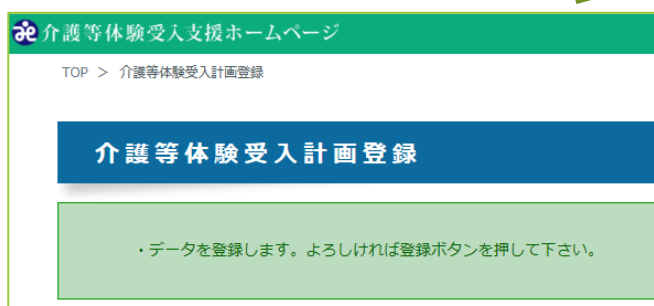 介護等体験受入支援ホームページ
TOP ＞ 介護等体験受入計画登録
介護等体験受入計画登録
・データを登録します。よろしければ登録ボタンを押して下さい。